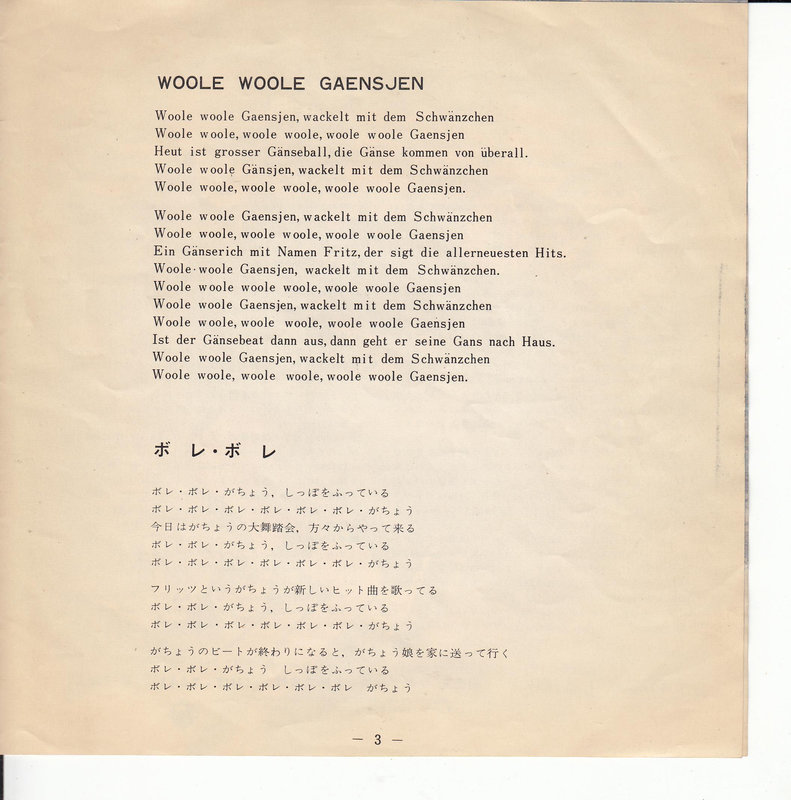 WOOLE WOOLE GAENSJEN
Woole woole Gaensjen, wackelt mit dem Schwänzchen
Woole woole, woole woole, woole woole Gaensjen
Heut ist grosser Gänseball, die Gänse kommen von überall.
Woole woole Gänsjen, wackelt mit dem Schwänzchen
Woole woole, woole woole, woole woole Gaensjen.
Woole woole Gaensjen, wackelt mit dem Schwänzchen
Woole woole, woole woole, woole woole Gaensjen
Ein Gänserich mit Namen Fritz, der sigt die allerneuesten Hits.
Woole·woole Gaensjen, wackelt mit dem Schwänzchen.
Woole woole woole woole, woole woole Gaensjen
Woole woole Gaensjen, wackelt mit dem Schwänzchen
Woole woole, woole woole, woole woole Gaensjen
Ist der Gänsebeat dann aus, dann geht er seine Gans nach Haus.
Woole woole Gaensjen, wackelt mit dem Schwänzchen
Woole woole, woole woole, woole woole Gaensjen.
ボレ・ボレ
ボレ・ボレ・がちょう，しっぽをふっている
ボレ・ボレ・ボレ・ボレ・ボレ・ボレ・がちょう
今日はがちょうの大舞踏会，方々からやって来る
ボレ・ボレ・がちょう，しっぽをふっている
ボレ・ボレ・ボレ・ボレ・ボレ・ボレ・がちょう
フリッツというがちょうが新しいヒット曲を歌ってる
ボレ・ボレ・がちょう，しっぽをふっている
ボレ・ボレ・ボレ・ボレ・ボレ・ボレ・がちょう
がちょうのビートが終わりになると，がちょう娘を家に送って行く
ボレ・ボレ・がちょう　しっぽをふっている
ボレ・ボレ・ボレ・ボレ・ボレ・ボレ　がちょう
— 3 —